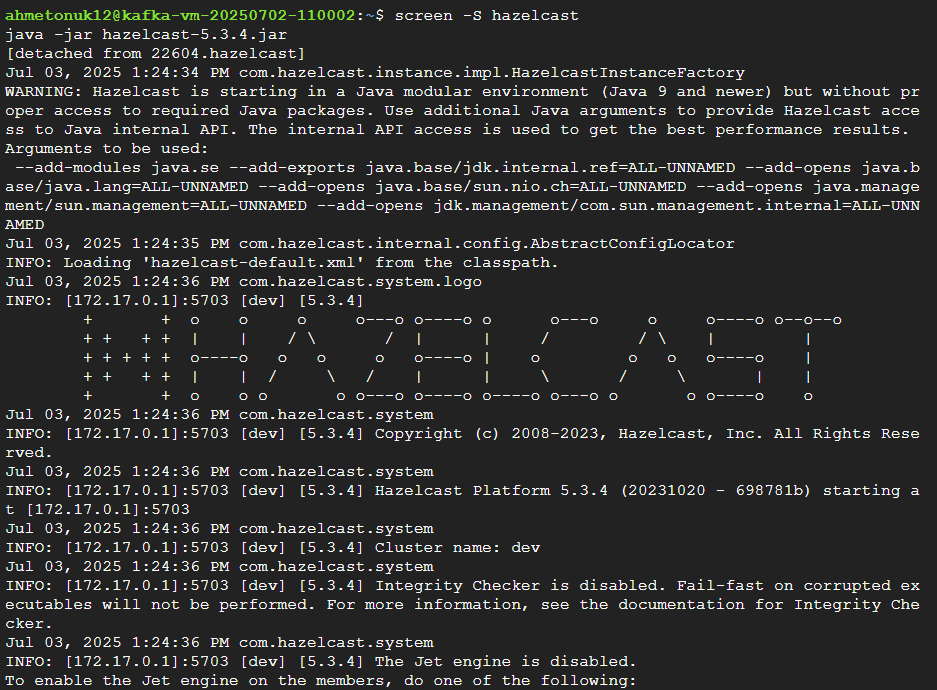 ahmetonuk12@kafka-vm-20250702-110002:~$ screen -S hazelcast
java -jar hazelcast-5.3.4.jar
[detached from 22604.hazelcast]
Jul 03, 2025 1:24:34 PM com.hazelcast.instance.impl.HazelcastInstanceFactory
WARNING: Hazelcast is starting in a Java modular environment (Java 9 and newer) but without pr
oper access to required Java packages. Use additional Java arguments to provide Hazelcast acce
ss to Java internal API. The internal API access is used to get the best performance results.
Arguments to be used:
 --add-modules java.se --add-exports java.base/jdk.internal.ref=ALL-UNNAMED --add-opens java.b
ase/java.lang=ALL-UNNAMED --add-opens java.base/sun.nio.ch=ALL-UNNAMED --add-opens java.manage
ment/sun.management=ALL-UNNAMED --add-opens jdk.management/com.sun.management.internal=ALL-UNN
AMED
Jul 03, 2025 1:24:35 PM com.hazelcast.internal.config.AbstractConfigLocator
INFO: Loading 'hazelcast-default.xml' from the classpath.
Jul 03, 2025 1:24:36 PM com.hazelcast.system.logo
INFO: [172.17.0.1]:5703 [dev] [5.3.4]
        +       +  o    o     o     o---o o----o o      o---o     o     o----o o--o--o
        + +   + +  |    |    / \       /  |      |     /         / \    |         |
        + + + + +  o----o   o   o     o   o----o |    o         o   o   o----o    |
        + +   + +  |    |  /     \   /    |      |     \       /     \       |    |
        +       +  o    o o       o o---o o----o o----o o---o o       o o----o    o
Jul 03, 2025 1:24:36 PM com.hazelcast.system
INFO: [172.17.0.1]:5703 [dev] [5.3.4] Copyright (c) 2008-2023, Hazelcast, Inc. All Rights Rese
rved.
Jul 03, 2025 1:24:36 PM com.hazelcast.system
INFO: [172.17.0.1]:5703 [dev] [5.3.4] Hazelcast Platform 5.3.4 (20231020 - 698781b) starting a
t [172.17.0.1]:5703
Jul 03, 2025 1:24:36 PM com.hazelcast.system
INFO: [172.17.0.1]:5703 [dev] [5.3.4] Cluster name: dev
Jul 03, 2025 1:24:36 PM com.hazelcast.system
INFO: [172.17.0.1]:5703 [dev] [5.3.4] Integrity Checker is disabled. Fail-fast on corrupted ex
ecutables will not be performed. For more information, see the documentation for Integrity Che
cker.
Jul 03, 2025 1:24:36 PM com.hazelcast.system
INFO: [172.17.0.1]:5703 [dev] [5.3.4] The Jet engine is disabled.
To enable the Jet engine on the members, do one of the following: